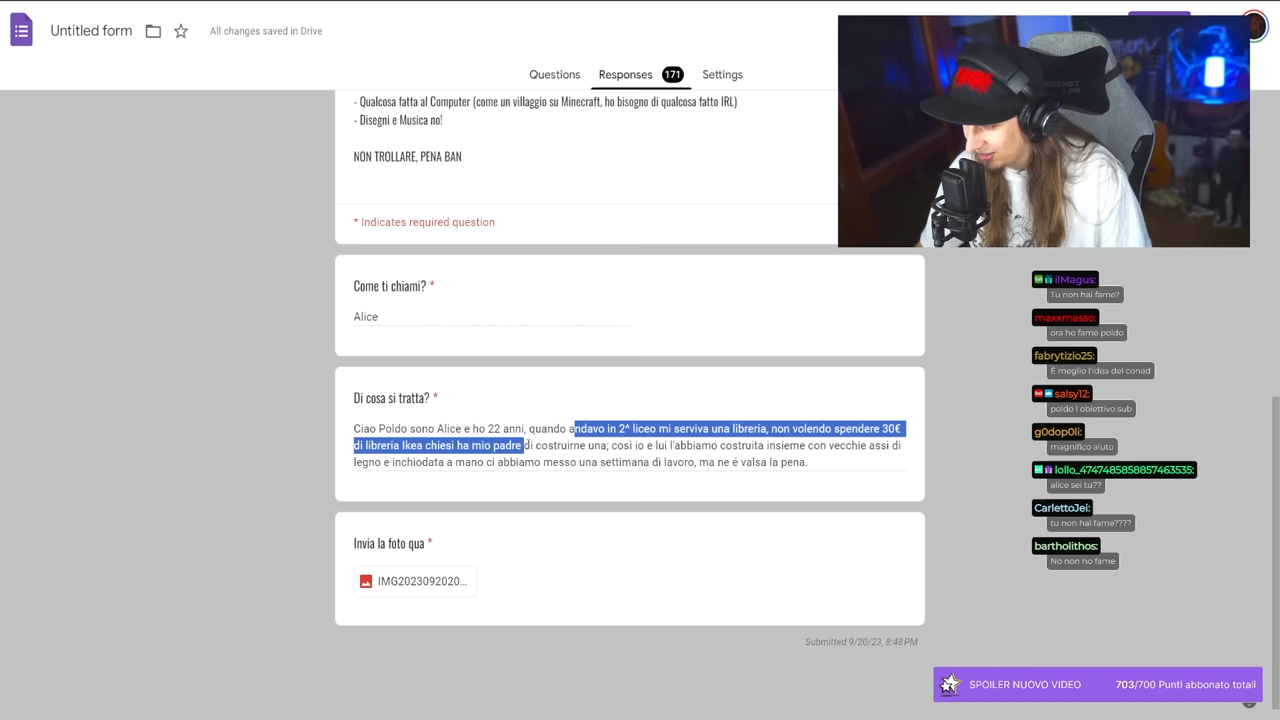 Untitled form
All changes saved in Drive
Questions
Responses 171
Settings
- Qualcosa fatta al Computer (come un villaggio su Minecraft, ho bisogno di qualcosa fatto IRL)
- Disegni e Musica no!
NON TROLLARE, PENA BAN
* Indicates required question
Come ti chiami? *
Alice
Di cosa si tratta? *
Ciao Poldo sono Alice e ho 22 anni, quando andavo in 2^ liceo mi serviva una libreria, non volendo spendere 30€
di libreria Ikea chiesi ha mio padre di costruirne una; così io e lui l'abbiamo costruita insieme con vecchie assi di
legno e inchiodata a mano ci abbiamo messo una settimana di lavoro, ma ne é valsa la pena.
Invia la foto qua *
IMG2023092020...
Submitted 9/20/23, 8:48 PM
ilMagus:
Tu non hai fame?
maxxmasso:
ora ho fame poldo
fabrytizio25:
È meglio l'idea del conad
salsy12:
poldo l obiettivo sub
g0dop0li:
magnifico aiuto
lollo_4747485858857463535:
alice sei tu??
CarlettoJei:
tu non hai fame????
bartholithos:
No non ho fame
SPOILER NUOVO VIDEO
703/700 Punti abbonato totali